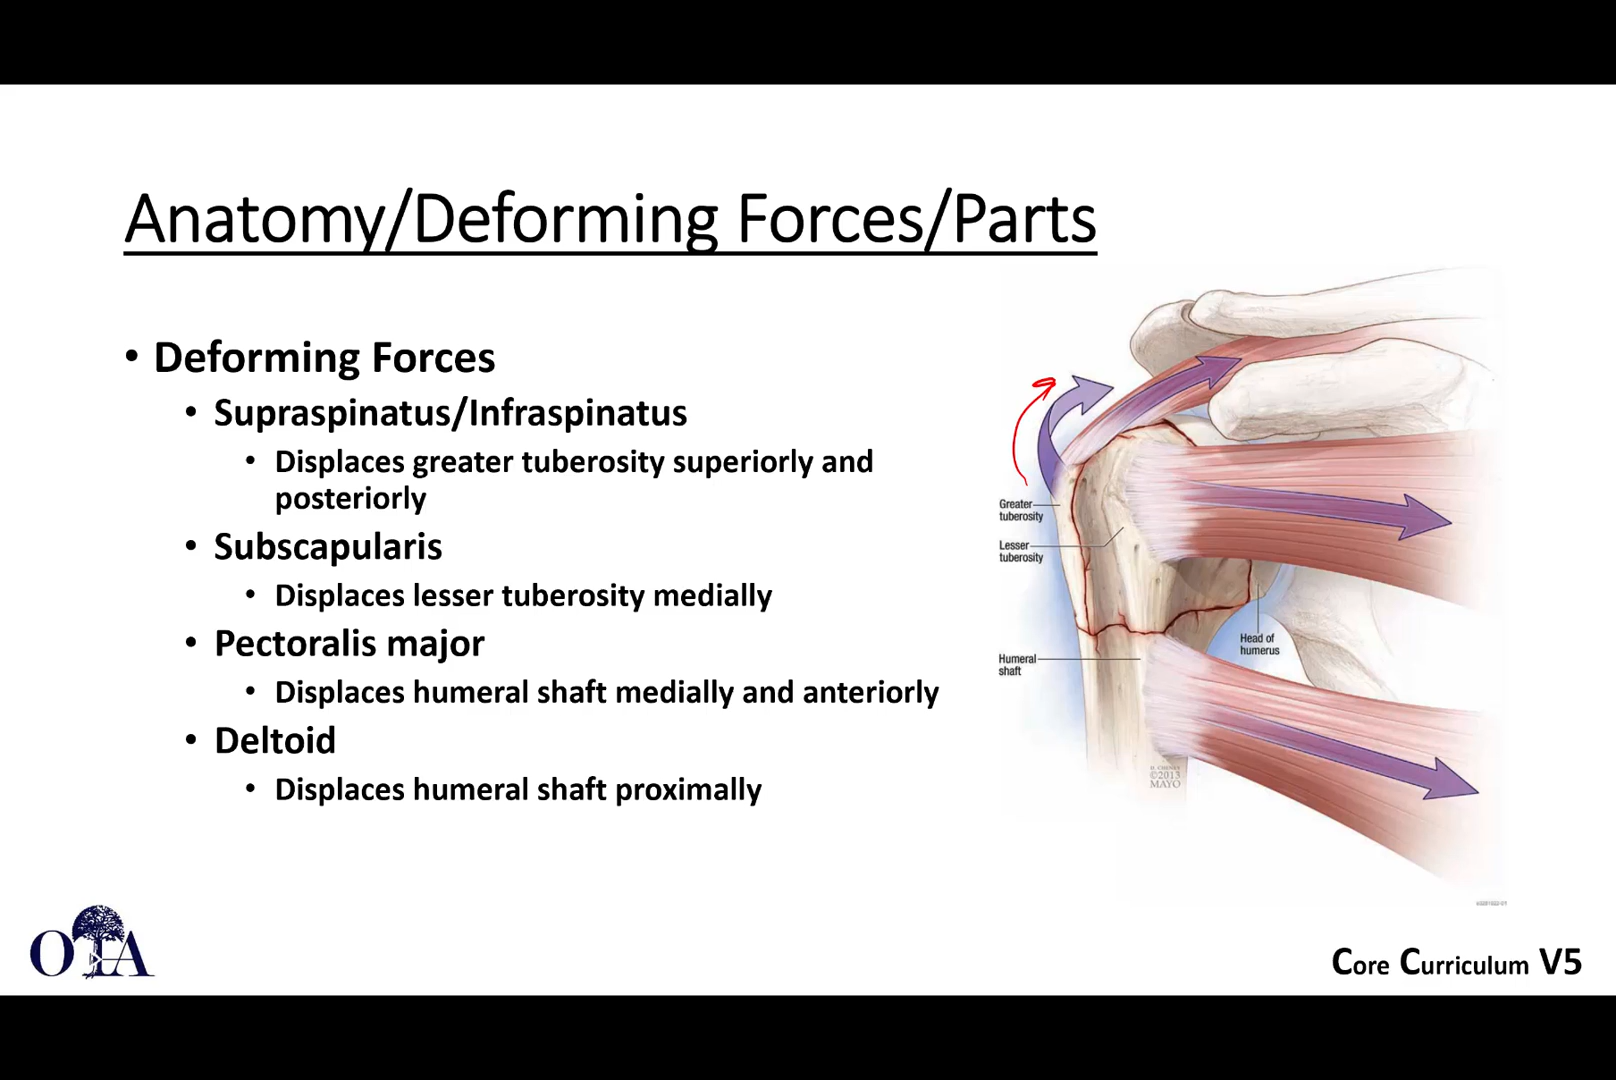 Anatomy/Deforming Forces/Parts
• Deforming Forces
• Supraspinatus/Infraspinatus
• Displaces greater tuberosity superiorly and
posteriorly
• Subscapularis
• Displaces lesser tuberosity medially
• Pectoralis major
• Displaces humeral shaft medially and anteriorly
• Deltoid
• Displaces humeral shaft proximally
Greater
tuberosity
Lesser
tuberosity
Head of
humerus
Humeral
shaft
©2013
MAYO
OTA
Core Curriculum V5